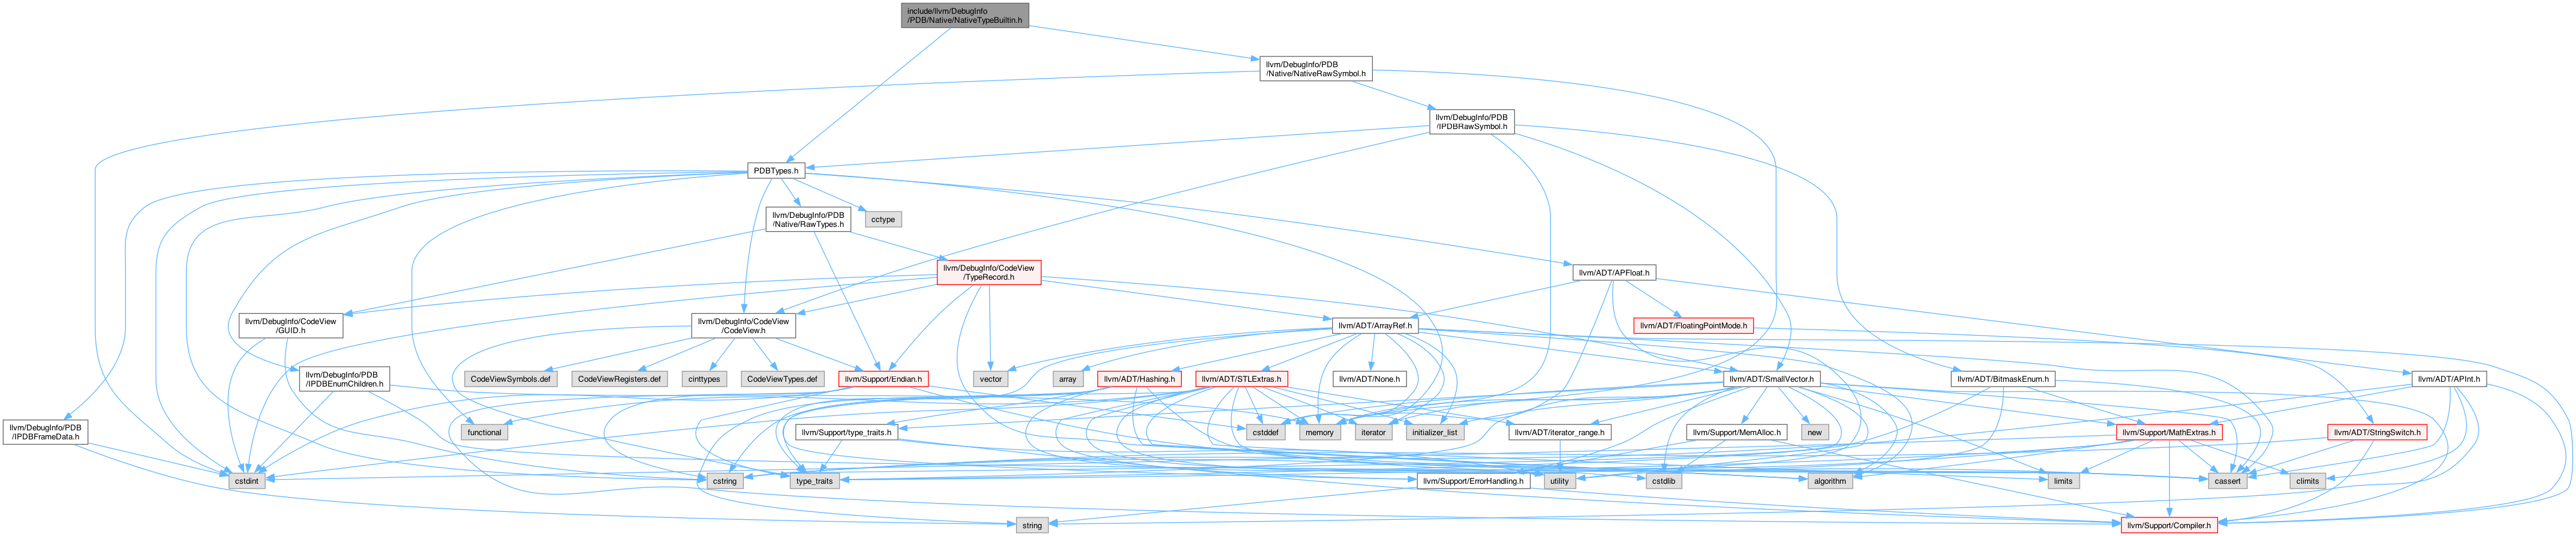 include/llvm/DebugInfo
/PDB/Native/NativeTypeBuiltin.h
llvm/DebugInfo/PDB
/Native/NativeRawSymbol.h
llvm/DebugInfo/PDB
/IPDBRawSymbol.h
PDBTypes.h
llvm/DebugInfo/PDB
/Native/RawTypes.h
cctype
llvm/DebugInfo/CodeView
/TypeRecord.h
llvm/ADT/APFloat.h
llvm/DebugInfo/CodeView
/GUID.h
llvm/DebugInfo/CodeView
/CodeView.h
llvm/ADT/ArrayRef.h
llvm/ADT/FloatingPointMode.h
llvm/DebugInfo/PDB
/IPDBEnumChildren.h
CodeViewSymbols.def
CodeViewRegisters.def
cinttypes
CodeViewTypes.def
llvm/Support/Endian.h
vector
array
llvm/ADT/Hashing.h
llvm/ADT/STLExtras.h
llvm/ADT/None.h
llvm/ADT/SmallVector.h
llvm/ADT/BitmaskEnum.h
llvm/ADT/APInt.h
llvm/DebugInfo/PDB
/IPDBFrameData.h
functional
llvm/Support/type_traits.h
cstddef
memory
iterator
initializer_list
llvm/ADT/iterator_range.h
llvm/Support/MemAlloc.h
new
llvm/Support/MathExtras.h
llvm/ADT/StringSwitch.h
cstdint
cstring
type_traits
llvm/Support/ErrorHandling.h
utility
cstdlib
algorithm
limits
cassert
climits
string
llvm/Support/Compiler.h